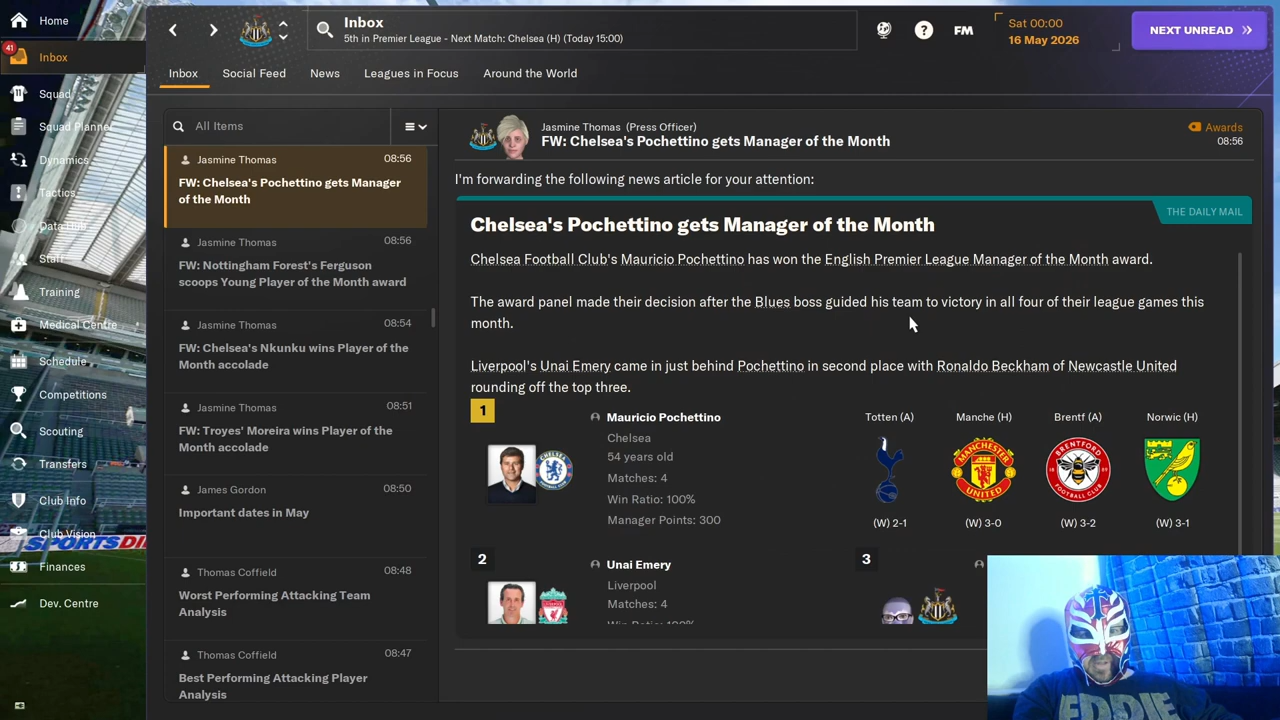 Home
41
Inbox
Squad
Squad Planner
Dynamics
Tactics
Data Hub
Staff
Training
Medical Centre
Schedule
Competitions
Scouting
Transfers
Club Info
Club Vision
Finances
Dev. Centre
SPORTS DI
Inbox
5th in Premier League - Next Match: Chelsea (H) (Today 15:00)
?
FM
Sat 00:00
16 May 2026
NEXT UNREAD
Inbox
Social Feed
News
Leagues in Focus
Around the World
All Items
Jasmine Thomas
08:56
FW: Chelsea's Pochettino gets Manager
of the Month
Jasmine Thomas
08:56
FW: Nottingham Forest's Ferguson
scoops Young Player of the Month award
Jasmine Thomas
08:54
FW: Chelsea's Nkunku wins Player of the
Month accolade
Jasmine Thomas
08:51
FW: Troyes' Moreira wins Player of the
Month accolade
James Gordon
08:50
Important dates in May
Thomas Coffield
08:48
Worst Performing Attacking Team
Analysis
Thomas Coffield
08:47
Best Performing Attacking Player
Analysis
Jasmine Thomas (Press Officer)
FW: Chelsea's Pochettino gets Manager of the Month
Awards
08:56
I'm forwarding the following news article for your attention:
THE DAILY MAIL
Chelsea's Pochettino gets Manager of the Month
Chelsea Football Club's Mauricio Pochettino has won the English Premier League Manager of the Month award.
The award panel made their decision after the Blues boss guided his team to victory in all four of their league games this
month.
Liverpool's Unai Emery came in just behind Pochettino in second place with Ronaldo Beckham of Newcastle United
rounding off the top three.
1
Mauricio Pochettino
Chelsea
54 years old
Matches: 4
Win Ratio: 100%
Manager Points: 300
Totten (A)
Manche (H)
Brentf (A)
Norwic (H)
MANCHESTER
UNITED
BRENTFORD
FOOTBALL CLUB
(W) 2-1
(W) 3-0
(W) 3-2
(W) 3-1
2
Unai Emery
Liverpool
Matches: 4
Win Ratio: 100%
3
EDDIE